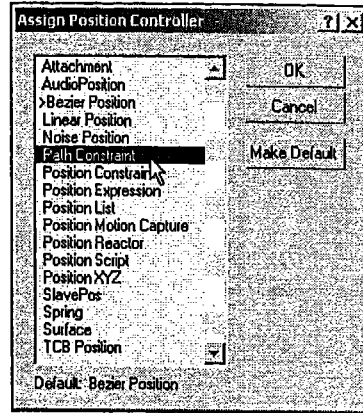 Assign Position Controller
Attachment
AudioPosition
>Bezier Position
Linear Position
Noise Position
Path Constraint
Position Constraint
Position Expression
Position List
Position Motion Capture
Position Reactor
Position Script
Position XYZ
SlavePos
Spring
Surface
TCB Position
Default: Bezier Position
OK
Cancel
Make Default